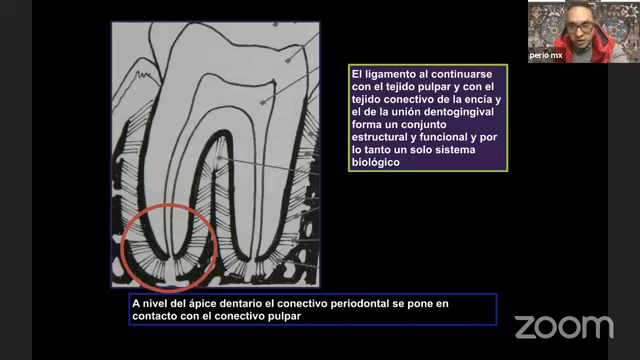 perio mx
El ligamento al continuarse
con el tejido pulpar y con el
tejido conectivo de la encía y
el de la unión dentogingival
forma un conjunto
estructural y funcional y por
lo tanto un solo sistema
biológico
A nivel del ápice dentario el conectivo periodontal se pone en
contacto con el conectivo pulpar
zoom